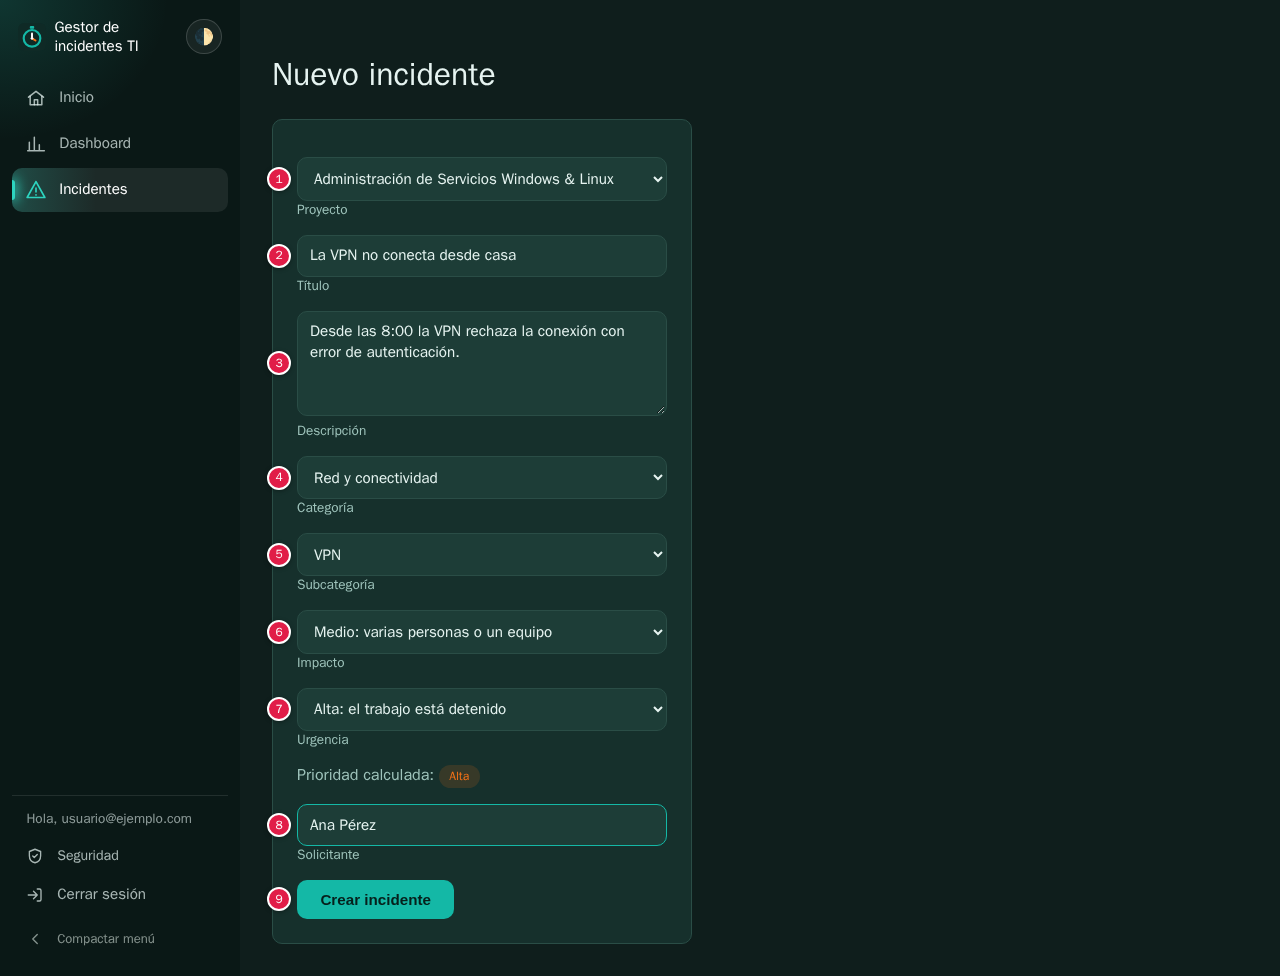 Gestor de
incidentes TI
Inicio
Dashboard
Incidentes
Hola, usuario@ejemplo.com
Seguridad
Cerrar sesión
Compactar menú
Nuevo incidente
1 Administración de Servicios Windows & Linux
Proyecto
2 La VPN no conecta desde casa
Título
Desde las 8:00 la VPN rechaza la conexión con
3 error de autenticación.
Descripción
4 Red y conectividad
Categoría
5 VPN
Subcategoría
6 Medio: varias personas o un equipo
Impacto
7 Alta: el trabajo está detenido
Urgencia
Prioridad calculada: Alta
8 Ana Pérez
Solicitante
9 Crear incidente